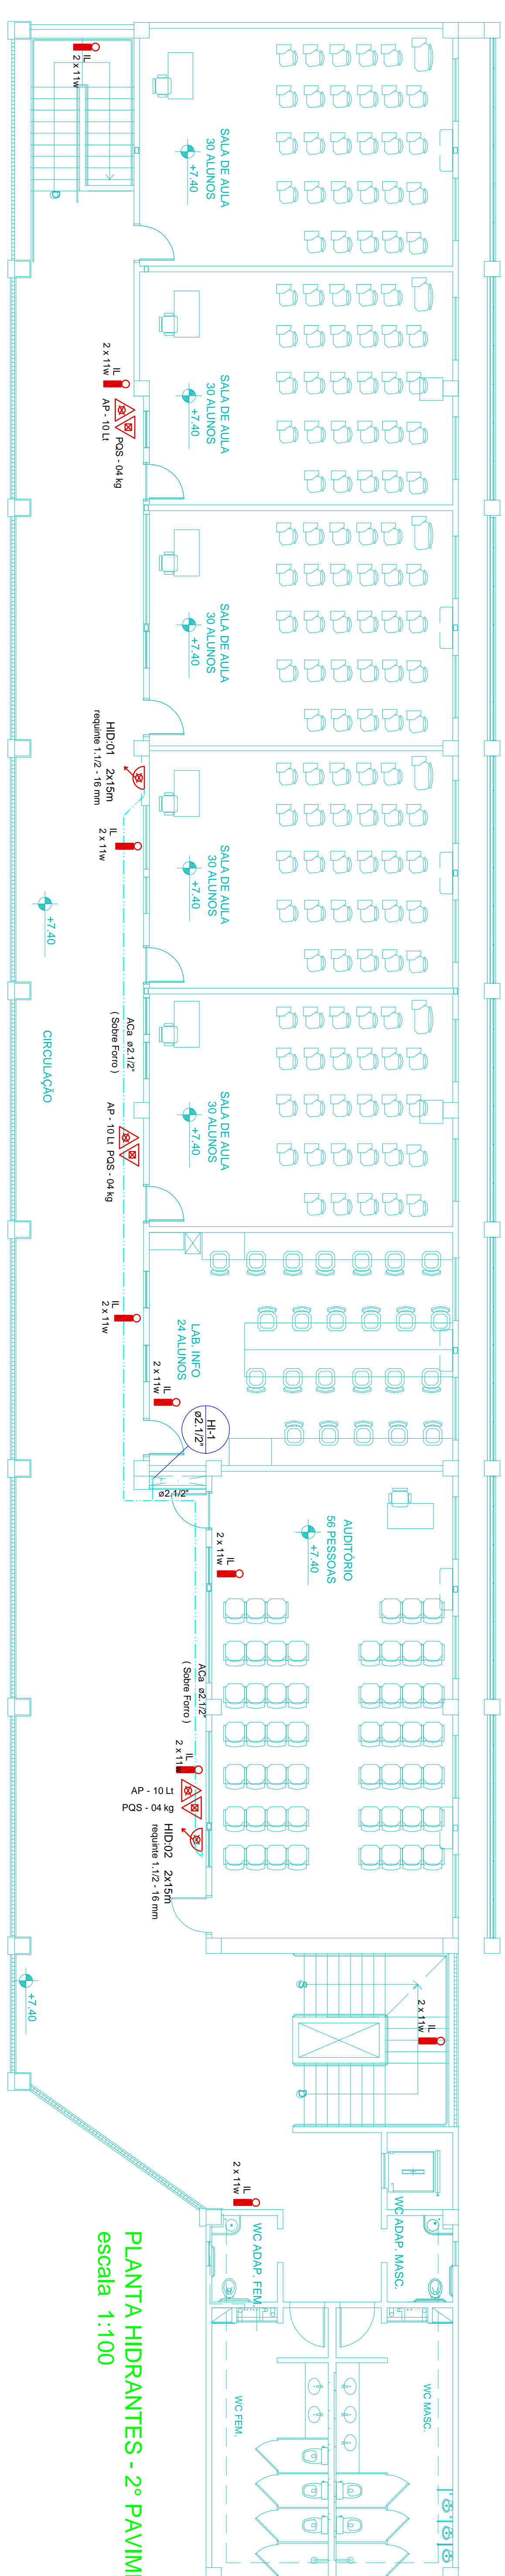 IL
2 x 11w
SALA DE AULA
30 ALUNOS
+7.40
D
IL
2 x 11w
PQS - 04 kg
AP - 10 Lt
SALA DE AULA
30 ALUNOS
+7.40
SALA DE AULA
30 ALUNOS
+7.40
HID:01 2x15m
requinte 1.1/2 - 16 mm
IL
2 x 11w
SALA DE AULA
30 ALUNOS
+7.40
+7.40
CIRCULAÇÃO
ACa ø2.1/2"
( Sobre Forro )
AP - 10 Lt PQS - 04 kg
SALA DE AULA
30 ALUNOS
+7.40
IL
2 x 11w
LAB. INFO
24 ALUNOS
IL
2 x 11w
HI-1
ø2.1/2"
ø2.1/2"
AUDITÓRIO
56 PESSOAS
+7.40
IL
2 x 11w
ACa ø2.1/2"
( Sobre Forro )
IL
2 x 11w
AP - 10 Lt
PQS - 04 kg
HID:02 2x15m
requinte 1.1/2 - 16 mm
+7.40
S
D
IL
2 x 11w
IL
2 x 11w
WC ADAP. MASC.
WC ADAP. FEM.
WC MASC.
WC FEM.
PLANTA HIDRANTES - 2° PAVIM
escala 1:100